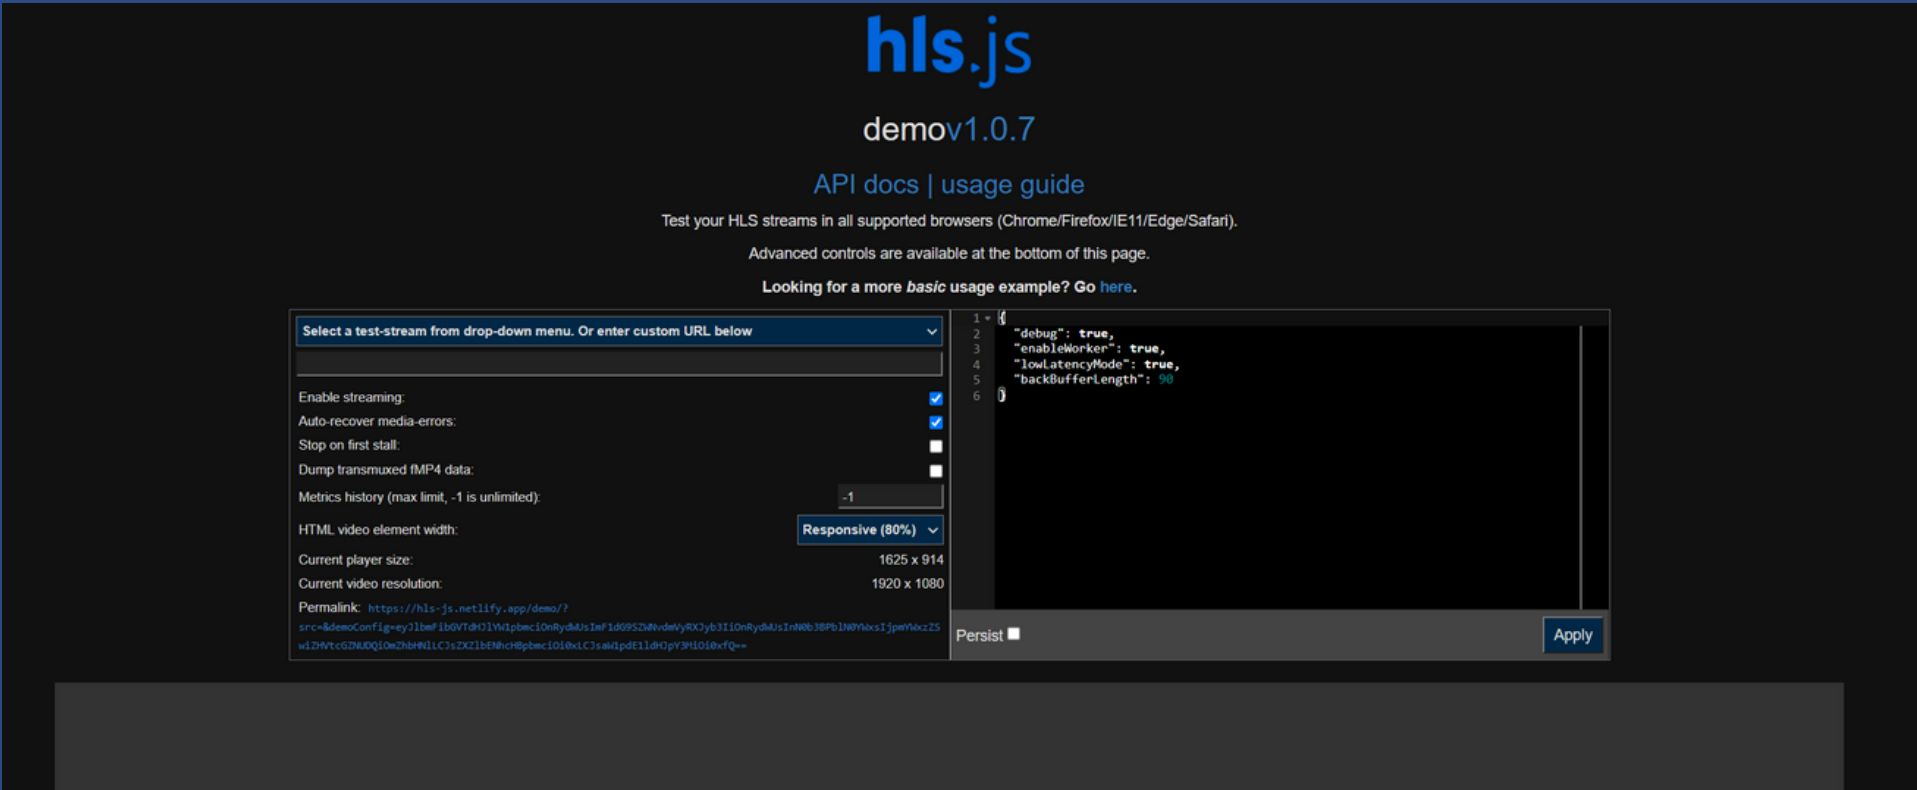 hls.js
demov1.0.7
API docs | usage guide
Test your HLS streams in all supported browsers (Chrome/Firefox/IE11/Edge/Safari).
Advanced controls are available at the bottom of this page.
Looking for a more basic usage example? Go here.
Select a test-stream from drop-down menu. Or enter custom URL below
Enable streaming:
Auto-recover media-errors:
Stop on first stall:
Dump transmuxed fMP4 data:
Metrics history (max limit, -1 is unlimited): -1
HTML video element width: Responsive (80%)
Current player size: 1625 x 914
Current video resolution: 1920 x 1080
Permalink: https://hls-js.netlify.app/demo/?
1 {
2 "debug": true,
3 "enableWorker": true,
4 "lowLatencyMode": true,
5 "backBufferLength": 90
6 }
Persist
Apply